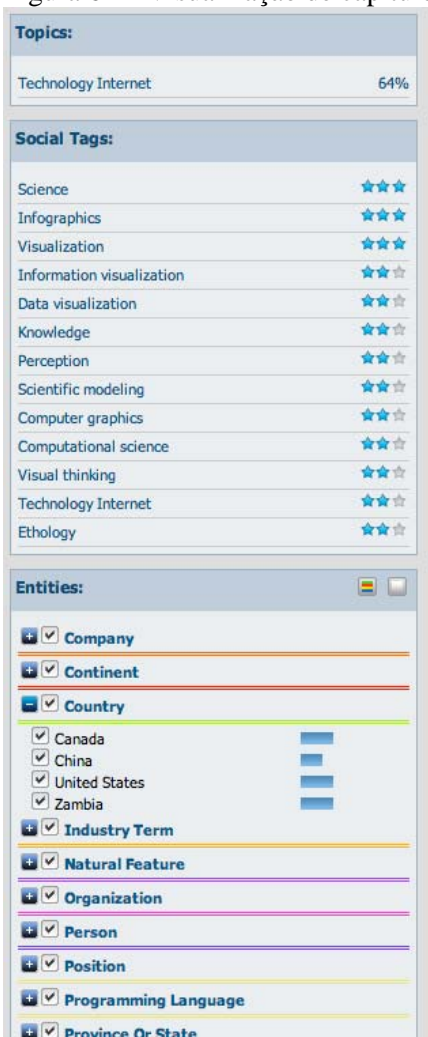 Topics:
Technology Internet 64%
Social Tags:
Science
Infographics
Visualization
Information visualization
Data visualization
Knowledge
Perception
Scientific modeling
Computer graphics
Computational science
Visual thinking
Technology Internet
Ethology
Entities:
Company
Continent
Country
Canada
China
United States
Zambia
Industry Term
Natural Feature
Organization
Person
Position
Programming Language
Province Or State